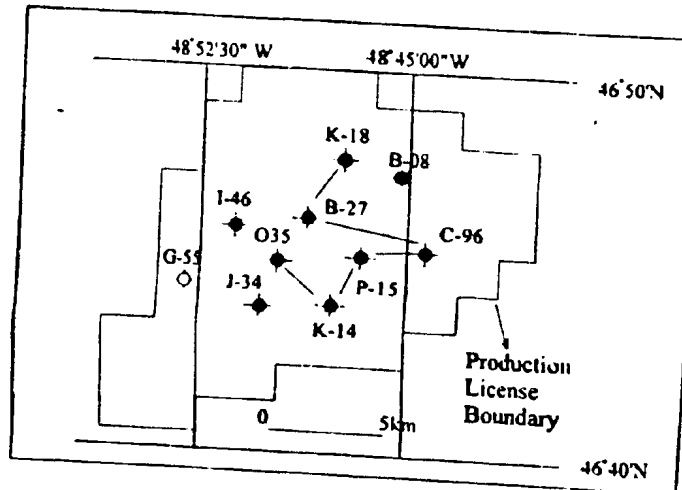 48°52'30" W
48°45'00" W
46°50'N
K-18
B-08
I-46
B-27
C-96
O35
G-55
P-15
J-34
K-14
Production
License
Boundary
0
5km
46°40'N